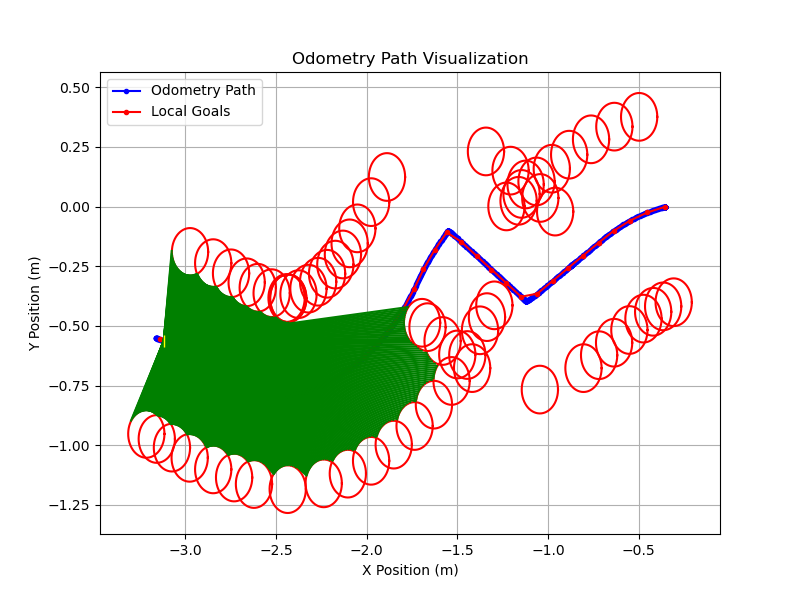 Odometry Path Visualization
Odometry Path
Local Goals
0.50
0.25
0.00
−0.25
−0.50
−0.75
−1.00
−1.25
Y Position (m)
−3.0 −2.5 −2.0 −1.5 −1.0 −0.5
X Position (m)